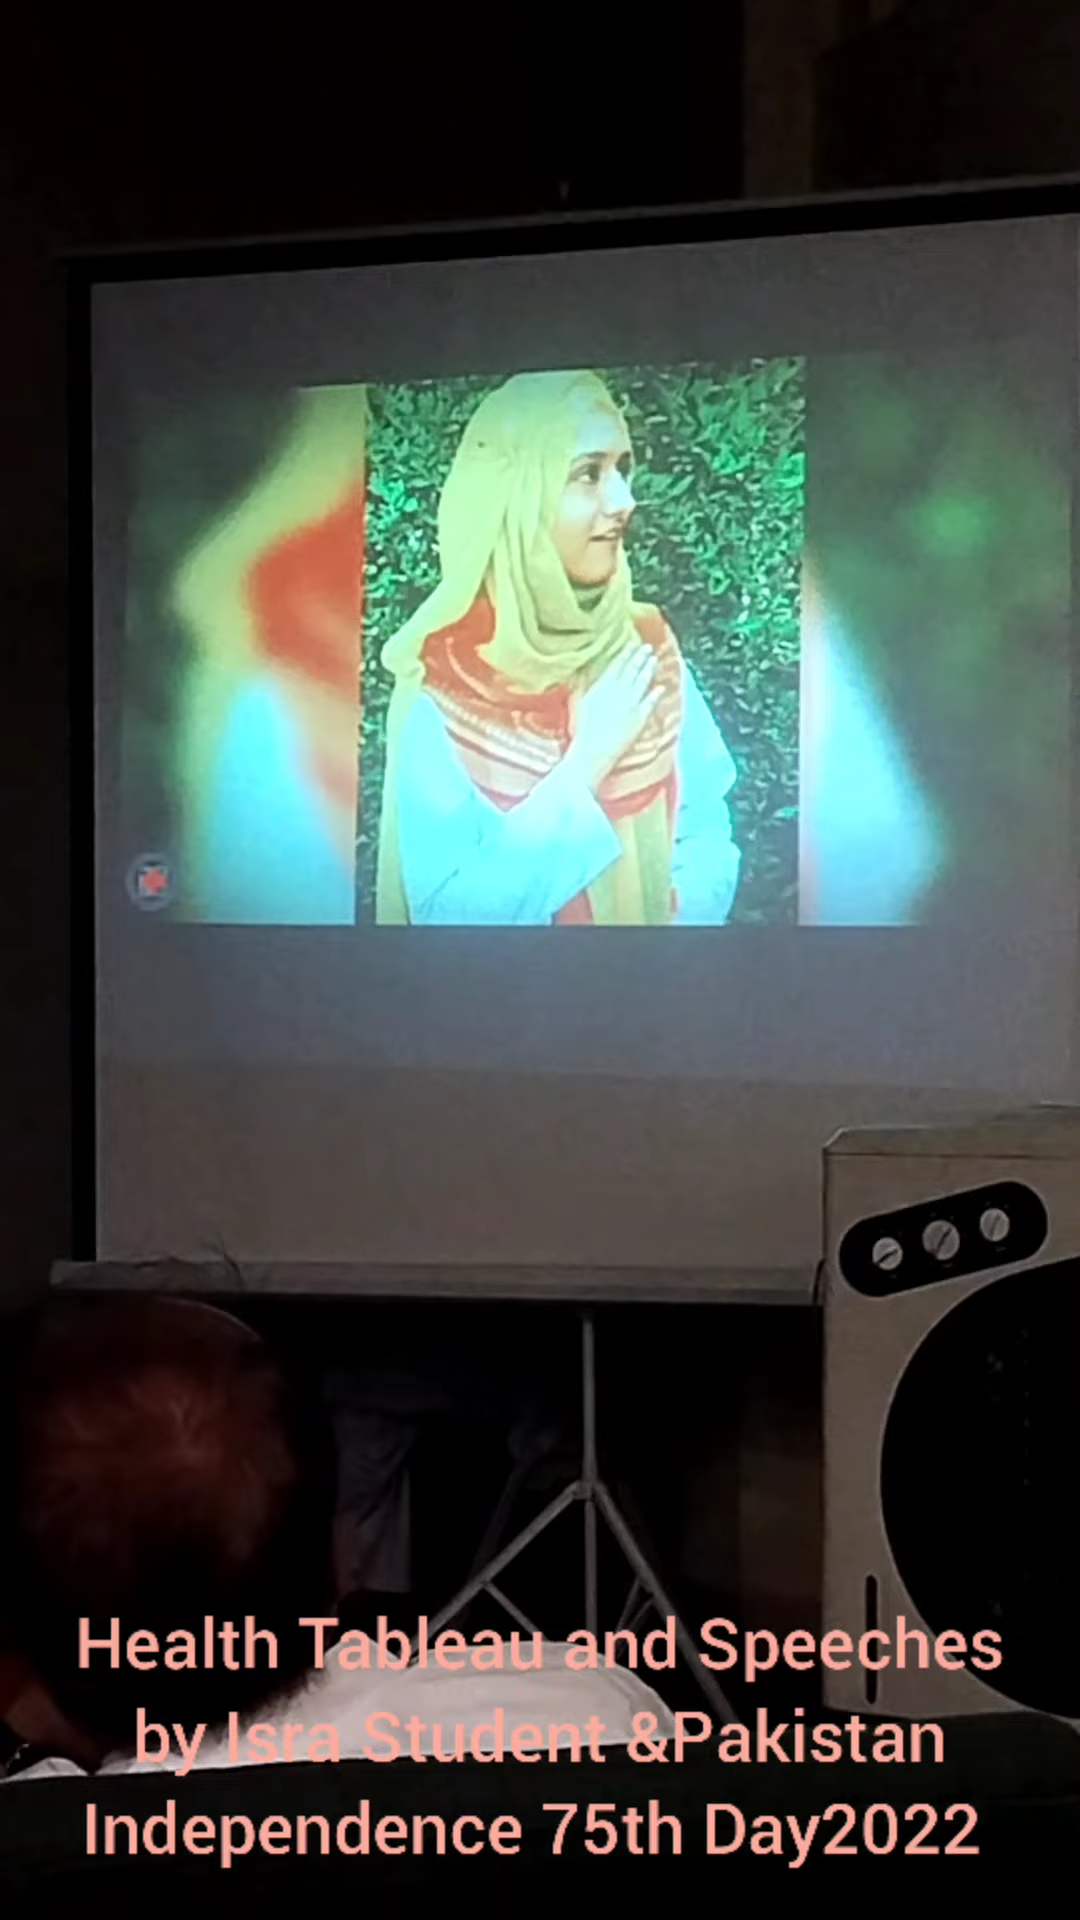 Health Tableau and Speeches
by Isra Student &Pakistan
Independence 75th Day2022